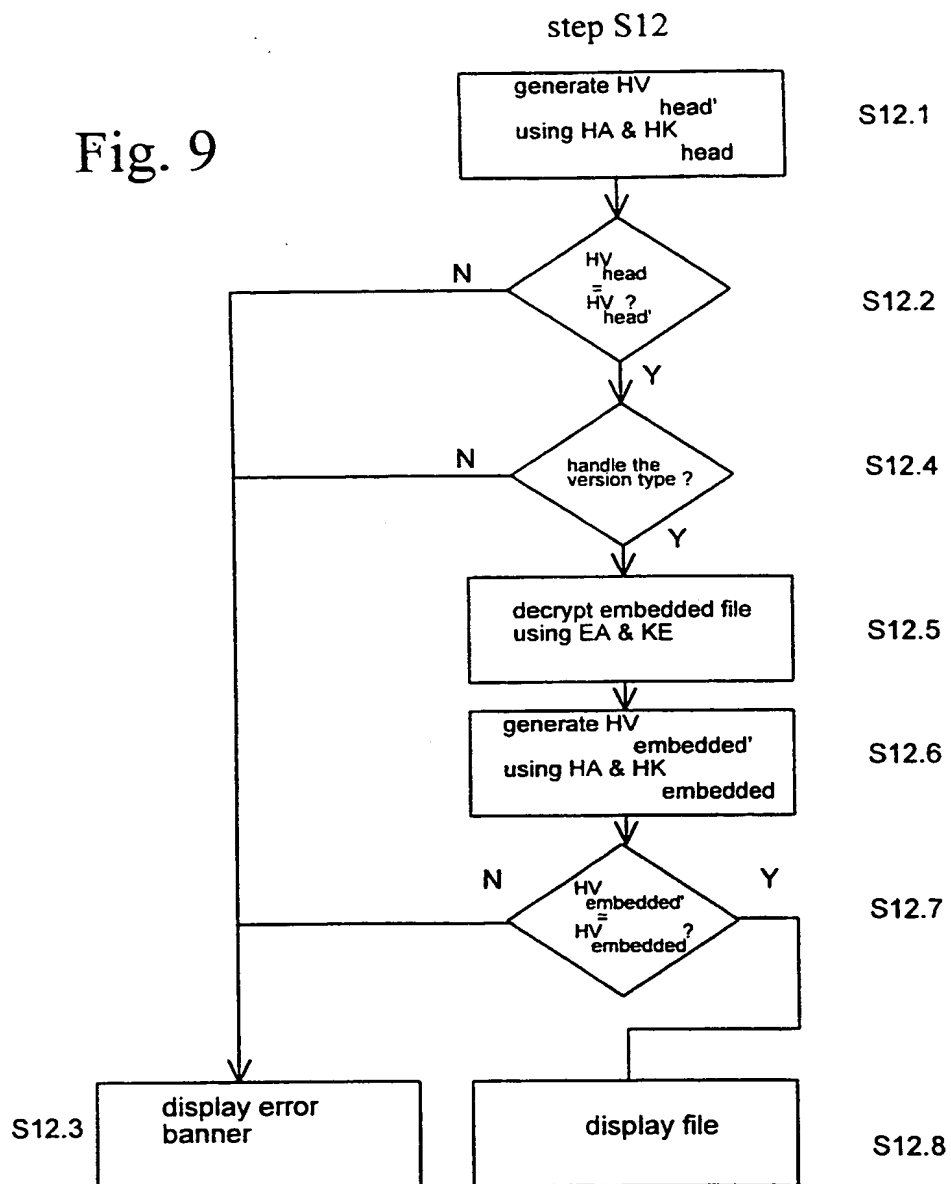 step S12
Fig. 9
generate HV
head'
using HA & HK
head
S12.1
HV
head
=
HV ?
head'
N
S12.2
Y
handle the
version type ?
N
S12.4
Y
decrypt embedded file
using EA & KE
S12.5
generate HV
embedded'
using HA & HK
embedded
S12.6
N
HV
embedded'
=
HV ?
embedded
Y
S12.7
S12.3
display error
banner
display file
S12.8